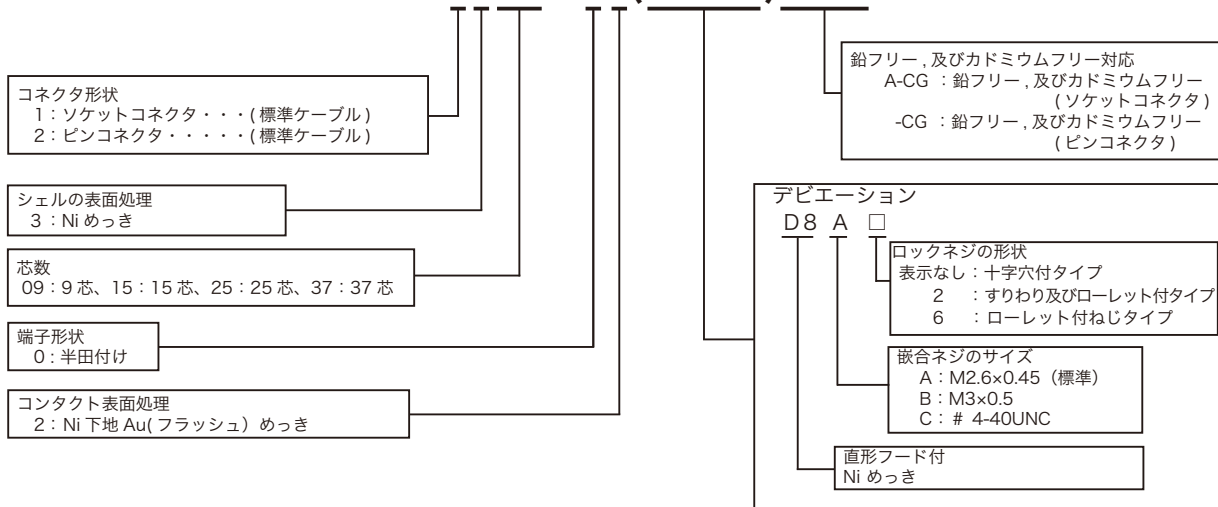 コネクタ形状
1：ソケットコネクタ・・・( 標準ケーブル )
2：ピンコネクタ・・・・・( 標準ケーブル )
シェルの表面処理
3：Ni めっき
芯数
09：9 芯、15：15 芯、25：25 芯、37：37 芯
端子形状
0 : 半田付け
コンタクト表面処理
2：Ni 下地 Au( フラッシュ）めっき
鉛フリー , 及びカドミウムフリー対応
A-CG ：鉛フリー , 及びカドミウムフリー
( ソケットコネクタ )
-CG ：鉛フリー , 及びカドミウムフリー
( ピンコネクタ )
デビエーション
D8 A □
ロックネジの形状
表示なし：十字穴付タイプ
2 ：すりわり及びローレット付タイプ
6 ：ローレット付ねじタイプ
嵌合ネジのサイズ
A：M2.6×0.45（標準）
B：M3×0.5
C：# 4-40UNC
直形フード付
Ni めっき